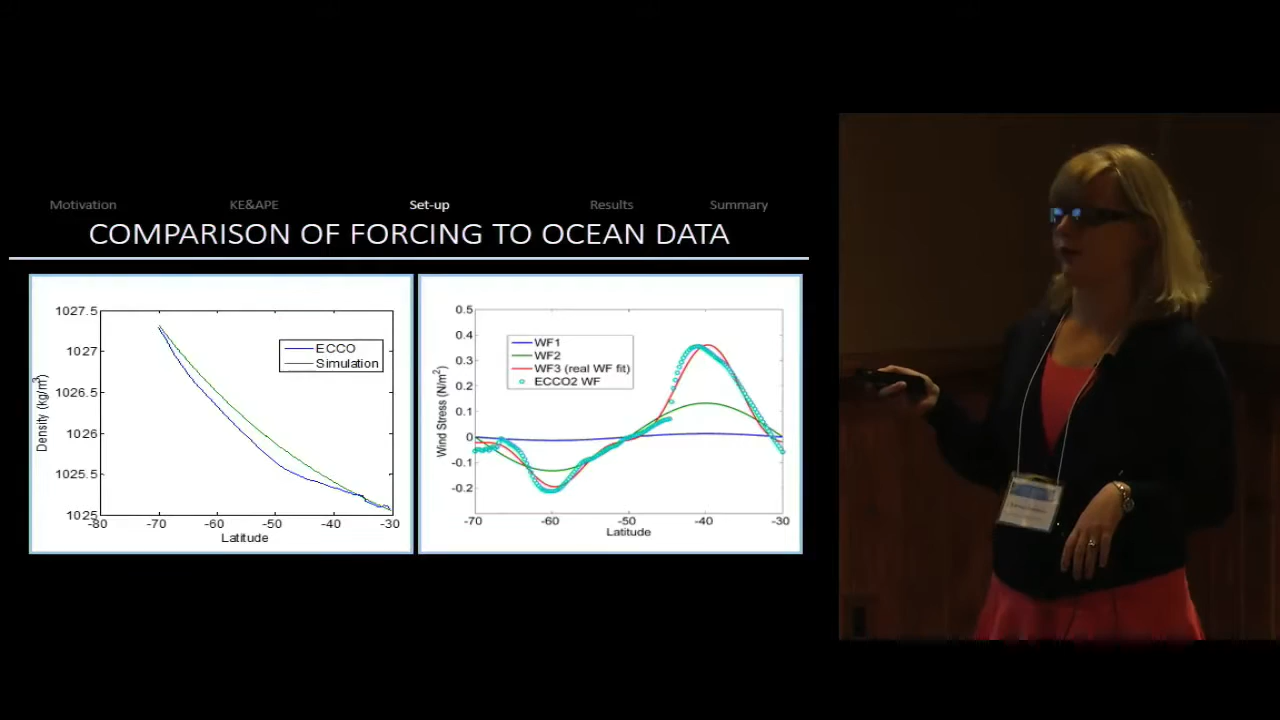 Motivation KE&APE Set-up Results Summary
COMPARISON OF FORCING TO OCEAN DATA
1027.5
1027
1026.5
1026
1025.5
1025
Density (kg/m³)
-80 -70 -60 -50 -40 -30
Latitude
ECCO
Simulation
0.5
0.4
0.3
0.2
0.1
0
-0.1
-0.2
Wind Stress (N/m²)
-70 -60 -50 -40 -30
Latitude
WF1
WF2
WF3 (real WF fit)
ECCO2 WF